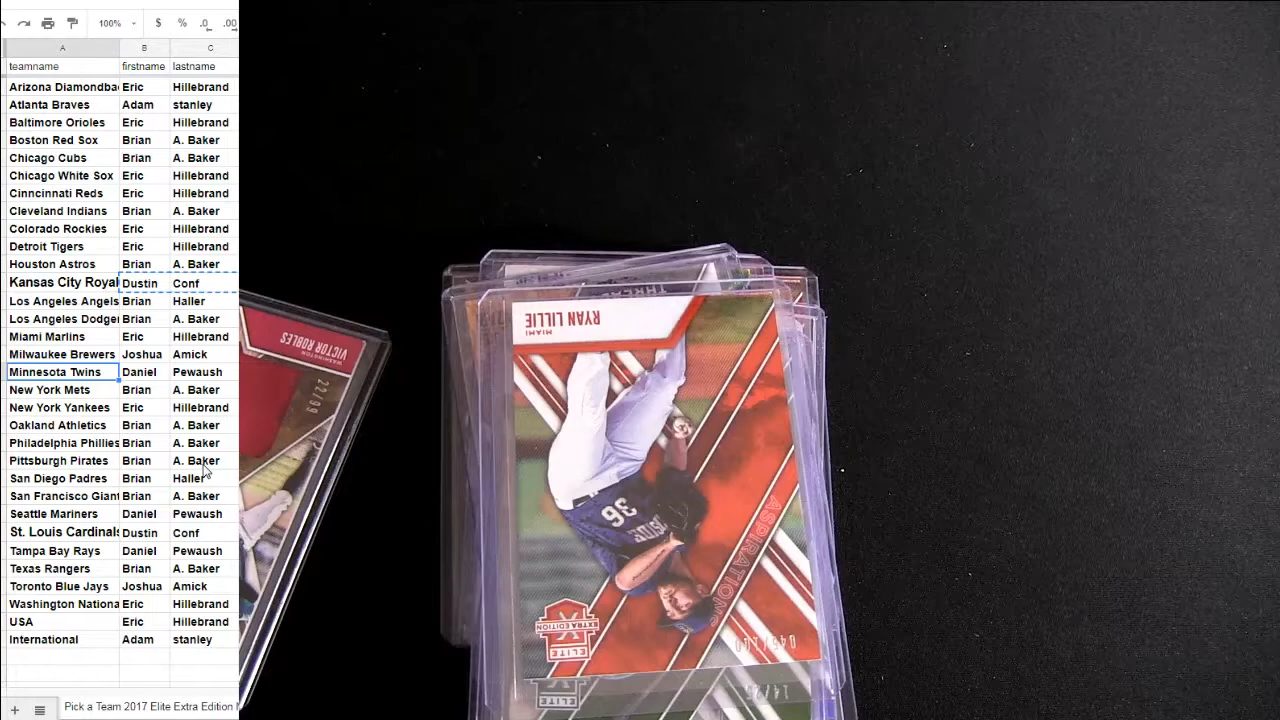 100%
$
%
.0
.00
A
B
C
teamname firstname lastname
Arizona Diamondba Eric Hillebrand
Atlanta Braves Adam stanley
Baltimore Orioles Eric Hillebrand
Boston Red Sox Brian A. Baker
Chicago Cubs Brian A. Baker
Chicago White Sox Eric Hillebrand
Cinncinnati Reds Eric Hillebrand
Cleveland Indians Brian A. Baker
Colorado Rockies Eric Hillebrand
Detroit Tigers Eric Hillebrand
Houston Astros Brian A. Baker
Kansas CIty Royal Dustin Conf
Los Angeles Angels Brian Haller
Los Angeles Dodger Brian A. Baker
Miami Marlins Eric Hillebrand
Milwaukee Brewers Joshua Amick
Minnesota Twins Daniel Pewaush
New York Mets Brian A. Baker
New York Yankees Eric Hillebrand
Oakland Athletics Brian A. Baker
Philadelphia Phillies Brian A. Baker
Pittsburgh Pirates Brian A. Baker
San Diego Padres Brian Haller
San Francisco Giant Brian A. Baker
Seattle Mariners Daniel Pewaush
St. Louis Cardinals Dustin Conf
Tampa Bay Rays Daniel Pewaush
Texas Rangers Brian A. Baker
Toronto Blue Jays Joshua Amick
Washington Nationa Eric Hillebrand
USA Eric Hillebrand
International Adam stanley
Pick a Team 2017 Elite Extra Edition
WASHINGTON
VICTOR ROBLES
22/99
THREA
MIAMI
RYAN LILLIE
36
ASPIRATIONS
EXTRA EDITION
X
ELITE
14/25
ELITE